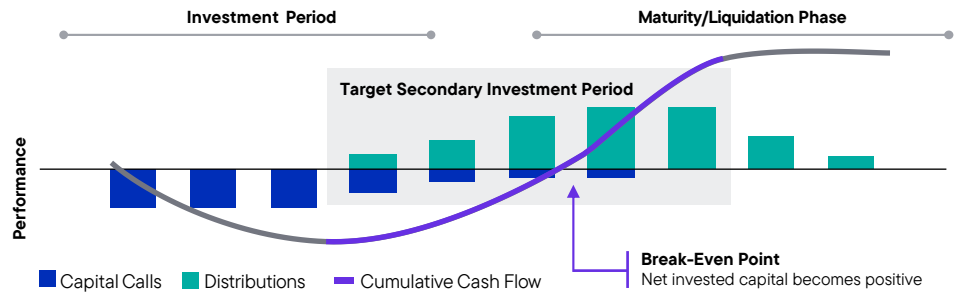 Investment Period
Maturity/Liquidation Phase
Target Secondary Investment Period
Performance
Break-Even Point
Net invested capital becomes positive
Capital Calls
Distributions
Cumulative Cash Flow